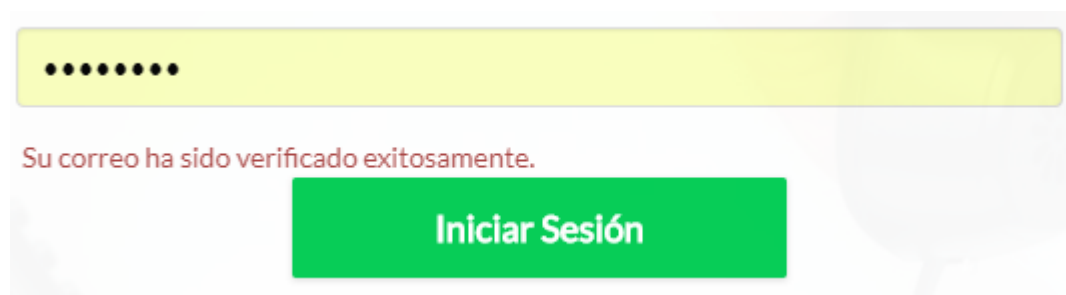 ••••••••
Su correo ha sido verificado exitosamente.
Iniciar Sesión